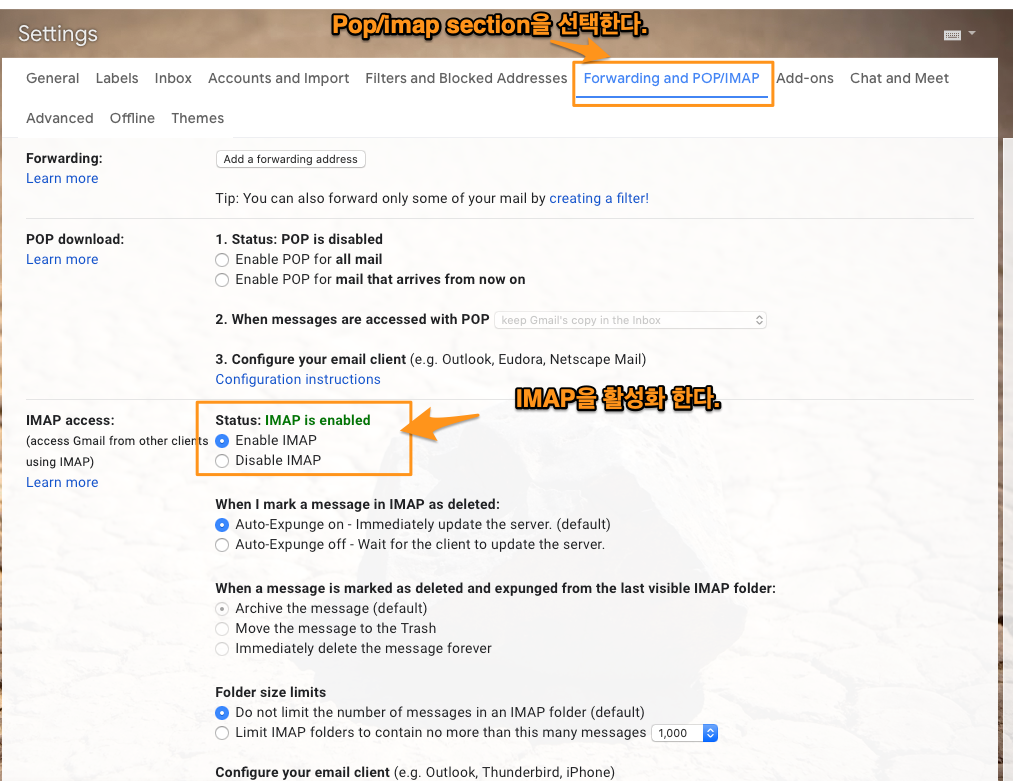 Pop/imap section을 선택한다.
Settings
General Labels Inbox Accounts and Import Filters and Blocked Addresses Forwarding and POP/IMAP Add-ons Chat and Meet
Advanced Offline Themes
Forwarding:
Add a forwarding address
Learn more
Tip: You can also forward only some of your mail by creating a filter!
POP download:
Learn more
1. Status: POP is disabled
Enable POP for all mail
Enable POP for mail that arrives from now on
2. When messages are accessed with POP keep Gmail's copy in the Inbox
3. Configure your email client (e.g. Outlook, Eudora, Netscape Mail)
Configuration instructions
IMAP을 활성화 한다.
IMAP access:
(access Gmail from other clients
using IMAP)
Learn more
Status: IMAP is enabled
Enable IMAP
Disable IMAP
When I mark a message in IMAP as deleted:
Auto-Expunge on - Immediately update the server. (default)
Auto-Expunge off - Wait for the client to update the server.
When a message is marked as deleted and expunged from the last visible IMAP folder:
Archive the message (default)
Move the message to the Trash
Immediately delete the message forever
Folder size limits
Do not limit the number of messages in an IMAP folder (default)
Limit IMAP folders to contain no more than this many messages 1,000
Configure your email client (e.g. Outlook, Thunderbird, iPhone)